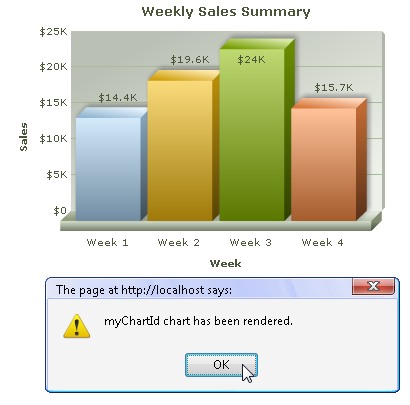 Weekly Sales Summary
$25K
$20K
$15K
$10K
$5K
$0
Sales
$14.4K
$19.6K
$24K
$15.7K
Week 1
Week 2
Week 3
Week 4
Week
The page at http://localhost says:
myChartId chart has been rendered.
OK